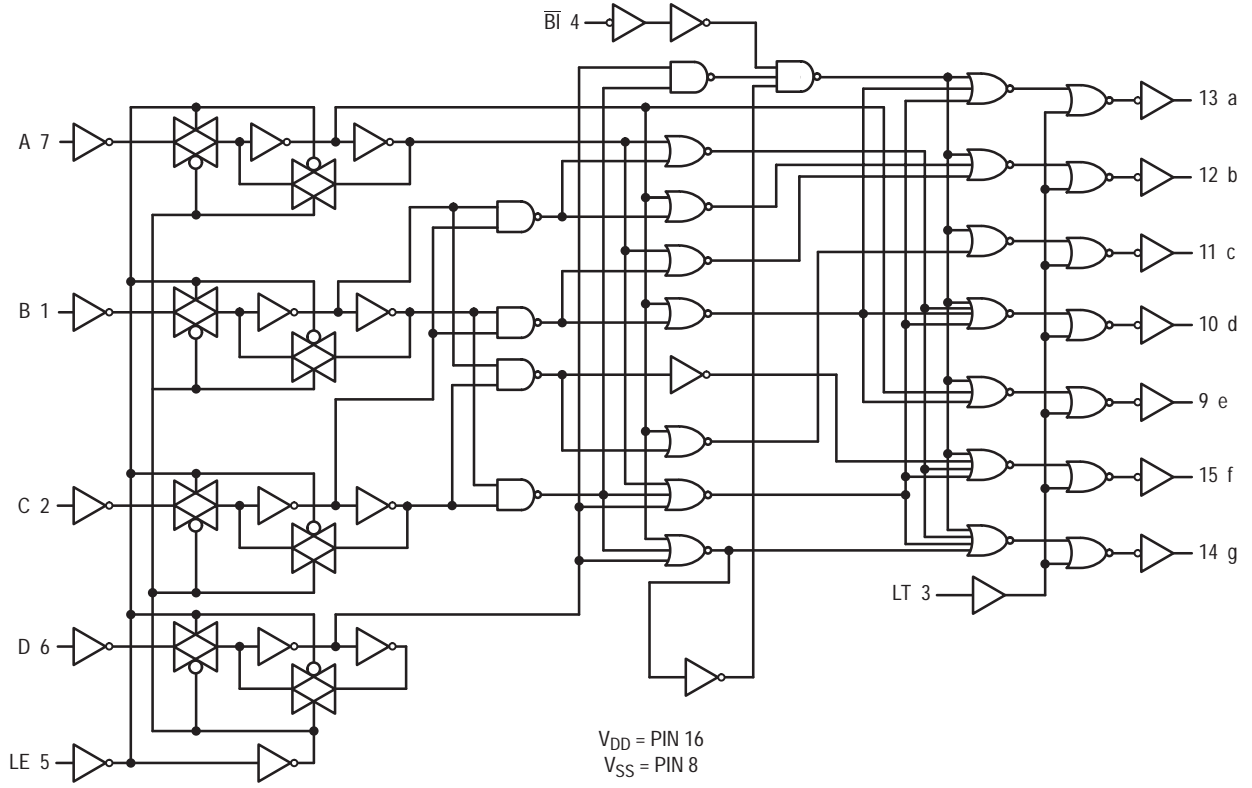 B̅I̅ 4
A 7
B 1
C 2
D 6
LE 5
13 a
12 b
11 c
10 d
9 e
15 f
14 g
LT 3
VDD = PIN 16
VSS = PIN 8